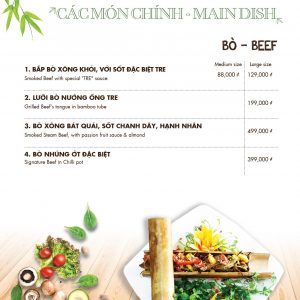 CÁC MÓN CHÍNH - MAIN DISH
BÒ - BEEF
Medium size Large size
1. BẮP BÒ XÔNG KHÓI, VỚI SỐT ĐẶC BIỆT TRE 88,000 đ 129,000 đ
Smoked Beef with special "TRE" sauce
2. LƯỠI BÒ NƯỚNG ỐNG TRE 199,000 đ
Grilled Beef's tongue in bamboo tube
3. BÒ XÔNG BÁT QUÁI, SỐT CHANH DÂY, HẠNH NHÂN 499,000 đ
Smoked Steam Beef, with passion fruit sauce & almond
4. BÒ NHÚNG ỚT ĐẶC BIỆT 399,000 đ
Signature Beef in Chilli pot